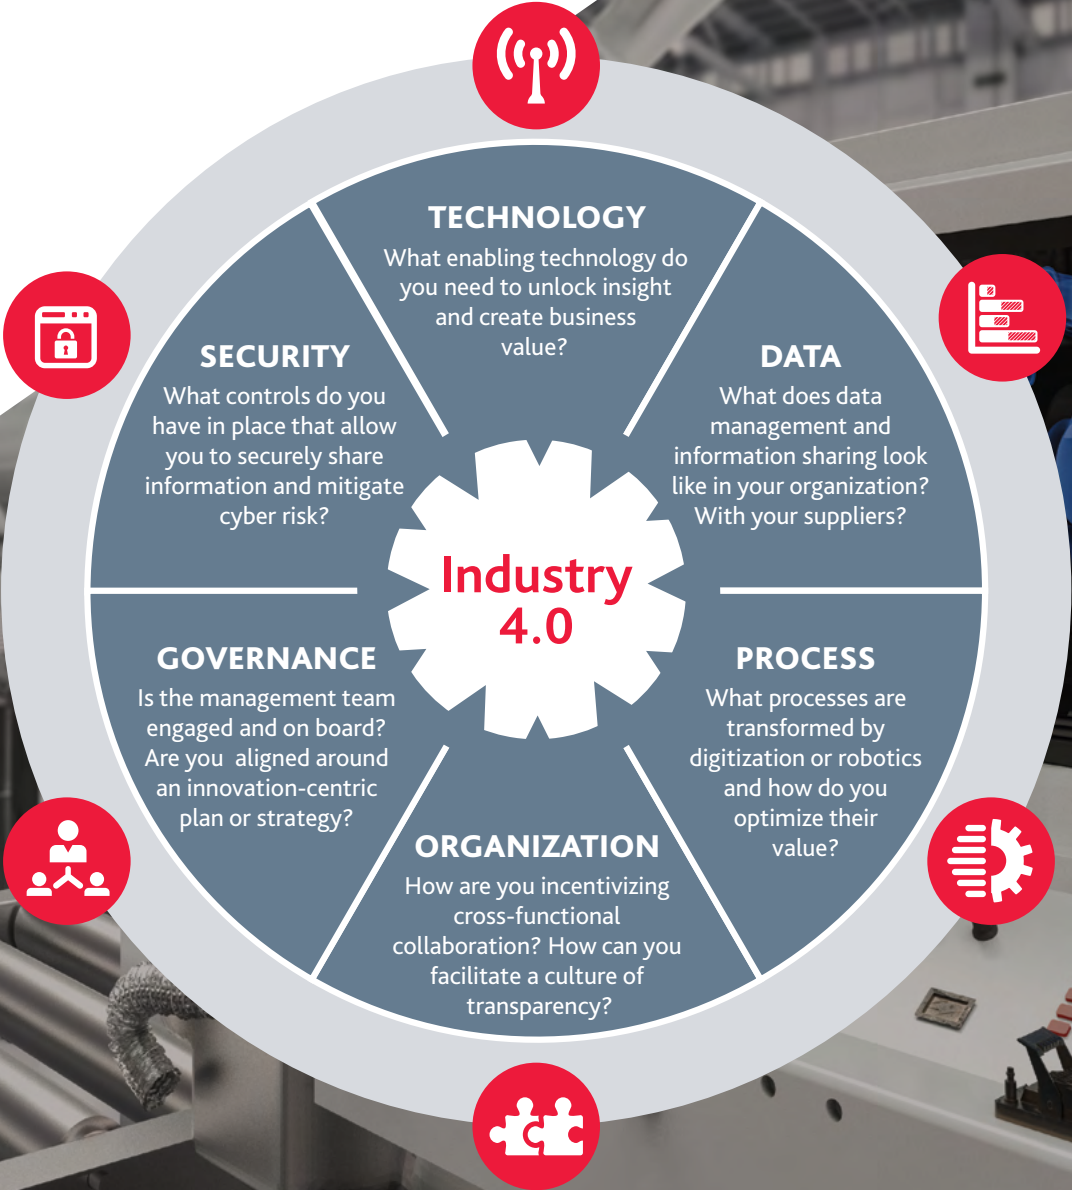 TECHNOLOGY
What enabling technology do
you need to unlock insight
and create business
value?
DATA
What does data
management and
information sharing look
like in your organization?
With your suppliers?
PROCESS
What processes are
transformed by
digitization or robotics
and how do you
optimize their
value?
ORGANIZATION
How are you incentivizing
cross-functional
collaboration? How can you
facilitate a culture of
transparency?
GOVERNANCE
Is the management team
engaged and on board?
Are you aligned around
an innovation-centric
plan or strategy?
SECURITY
What controls do you
have in place that allow
you to securely share
information and mitigate
cyber risk?
Industry
4.0